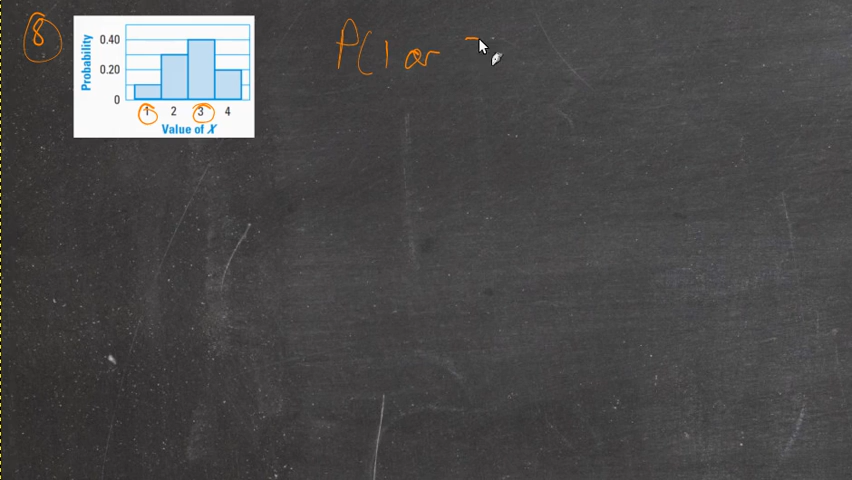 8
Probability
0.40
0.20
0
1 2 3 4
Value of X
P(1 or